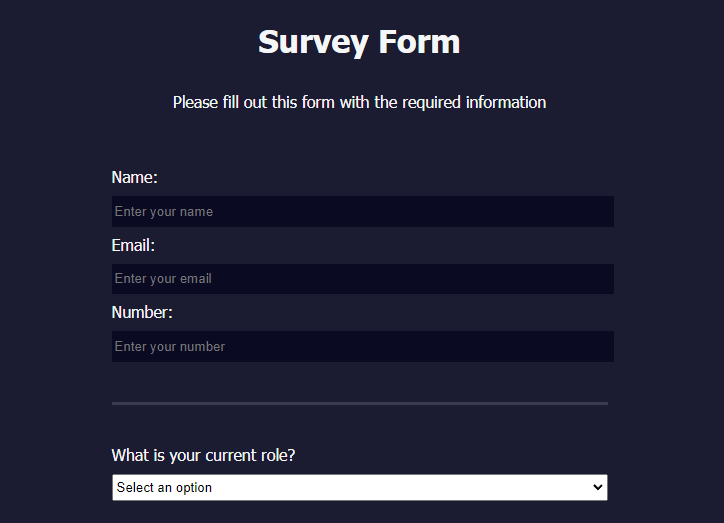 Survey Form
Please fill out this form with the required information
Name:
Enter your name
Email:
Enter your email
Number:
Enter your number
What is your current role?
Select an option